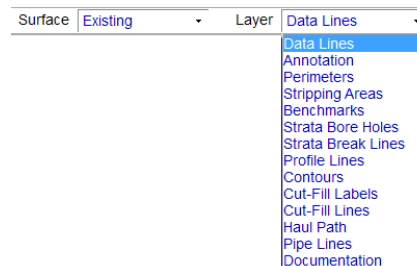 Surface Existing Layer Data Lines
Data Lines
Annotation
Perimeters
Stripping Areas
Benchmarks
Strata Bore Holes
Strata Break Lines
Profile Lines
Contours
Cut-Fill Labels
Cut-Fill Lines
Haul Path
Pipe Lines
Documentation